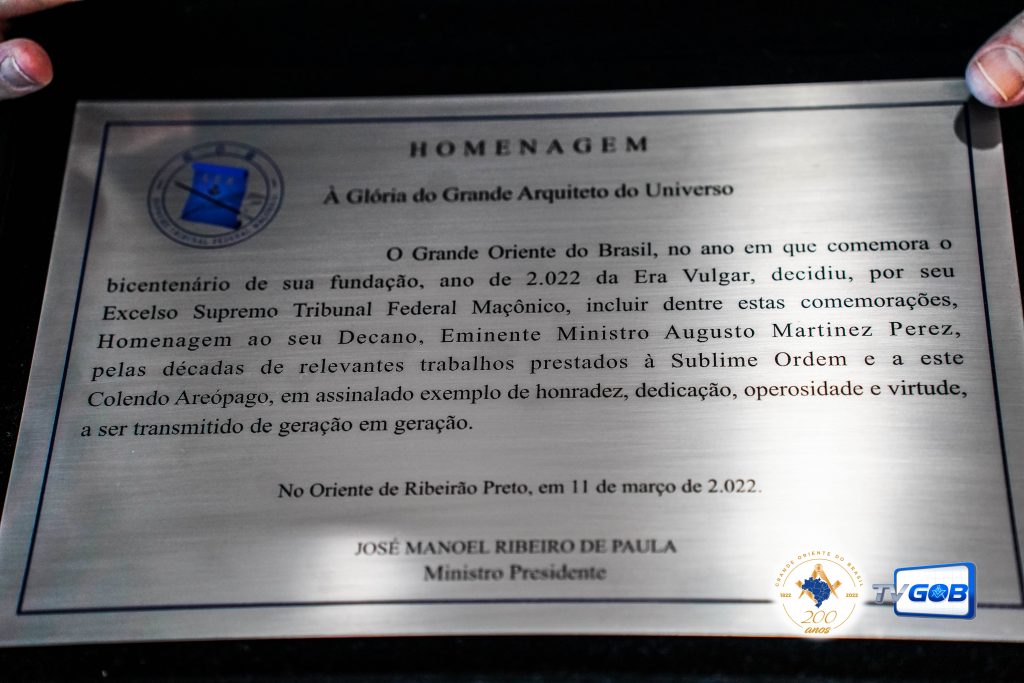 HOMENAGEM
À Glória do Grande Arquiteto do Universo
O Grande Oriente do Brasil, no ano em que comemora o
bicentenário de sua fundação, ano de 2.022 da Era Vulgar, decidiu, por seu
Excelso Supremo Tribunal Federal Maçônico, incluir dentre estas comemorações,
Homenagem ao seu Decano, Eminente Ministro Augusto Martinez Perez,
pelas décadas de relevantes trabalhos prestados à Sublime Ordem e a este
Colendo Areópago, em assinalado exemplo de honradez, dedicação, operosidade e virtude,
a ser transmitido de geração em geração.
No Oriente de Ribeirão Preto, em 11 de março de 2.022.
JOSÉ MANOEL RIBEIRO DE PAULA
Ministro Presidente
GRANDE ORIENTE DO BRASIL
1822 2022
200
anos
TV GOB